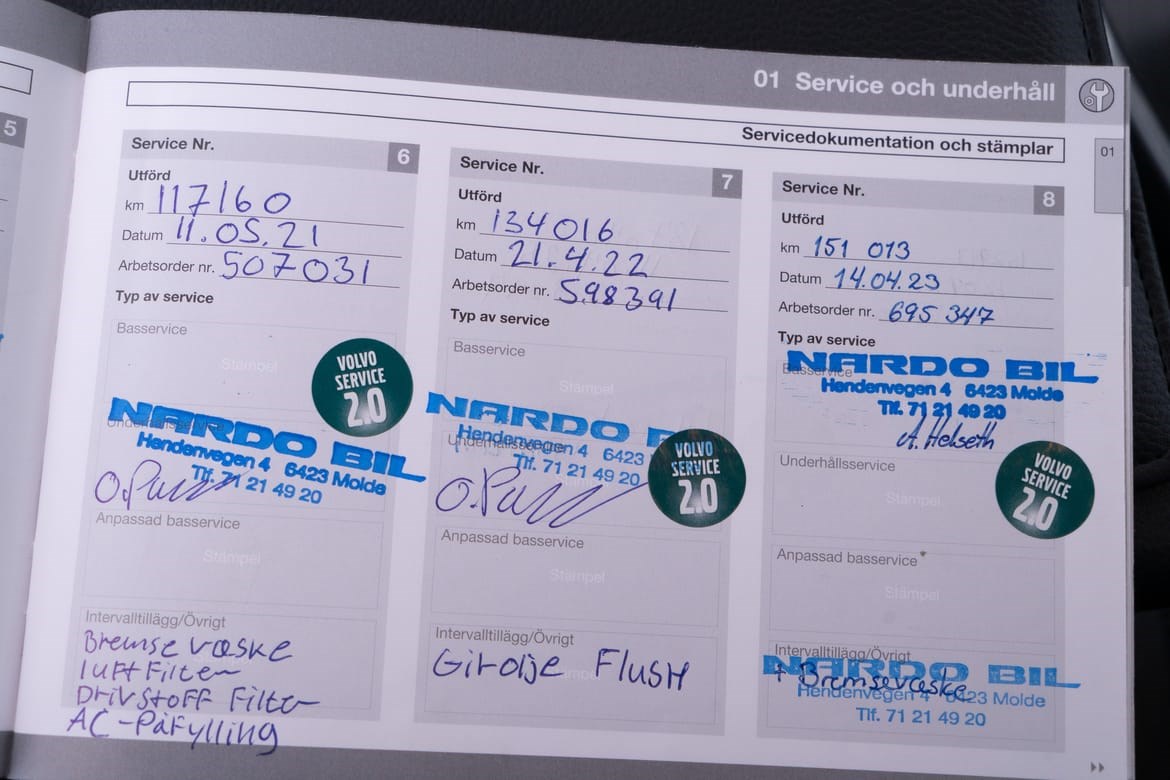 01 Service och underhåll
Servicedokumentation och stämplar
01
5
Service Nr. 6
Utförd
km 117160
Datum 11.05.21
Arbetsorder nr. 507031
Typ av service
Basservice
Stämpel
VOLVO
SERVICE
2.0
NARDO BIL
Hendenvegen 4 6423 Molde
Tlf. 71 21 49 20
Anpassad basservice
Stämpel
Intervalltillägg/Övrigt
Bremsevæske
luftfilter
Drivstoff Filter
AC-Påfylling
Service Nr. 7
Utförd
km 134016
Datum 21.4.22
Arbetsorder nr. 598391
Typ av service
Basservice
Stämpel
NARDO
Hendenvegen 4 6423
Underhållsservice
Tlf. 71 21 49 20
VOLVO
SERVICE
2.0
Anpassad basservice
Stämpel
Intervalltillägg/Övrigt
Girolje Flush
Service Nr. 8
Utförd
km 151 013
Datum 14.04.23
Arbetsorder nr. 695 347
Typ av service
Basservice
NARDO BIL
Hendenvegen 4 6423 Molde
Tlf. 71 21 49 20
A. Helseth
Underhållsservice
Stämpel
VOLVO
SERVICE
2.0
Anpassad basservice
Stämpel
Intervalltillägg/Övrigt
NARDO BIL
+ Bremsevæske
Hendenvegen 4 6423 Molde
Tlf. 71 21 49 20